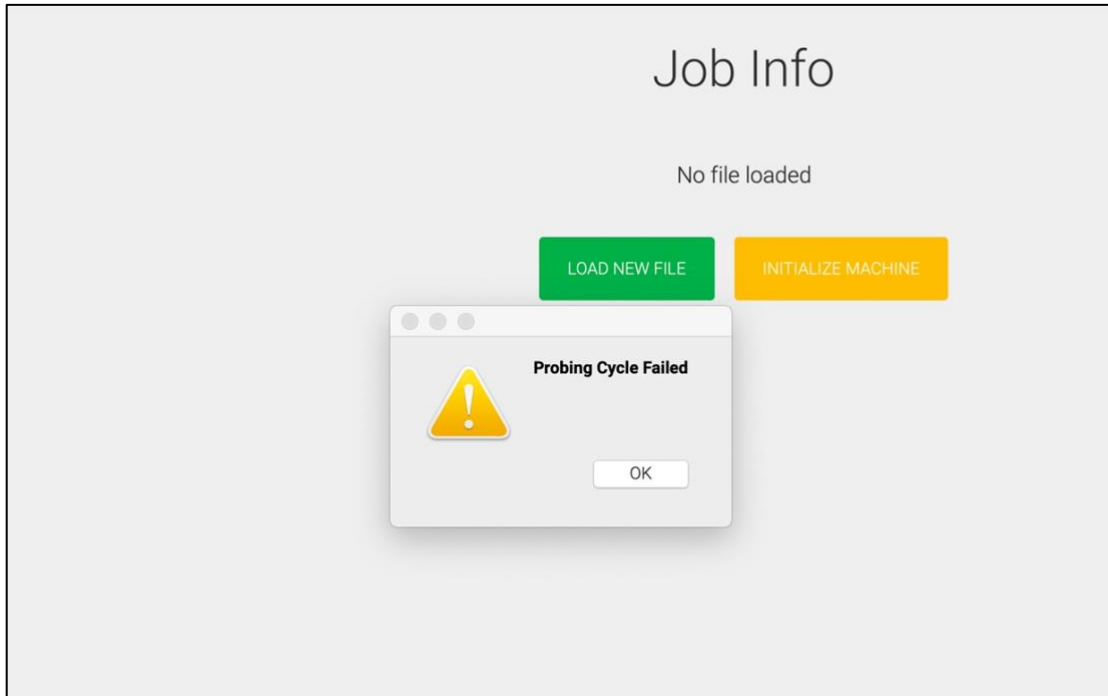 Job Info
No file loaded
LOAD NEW FILE
INITIALIZE MACHINE
Probing Cycle Failed
OK